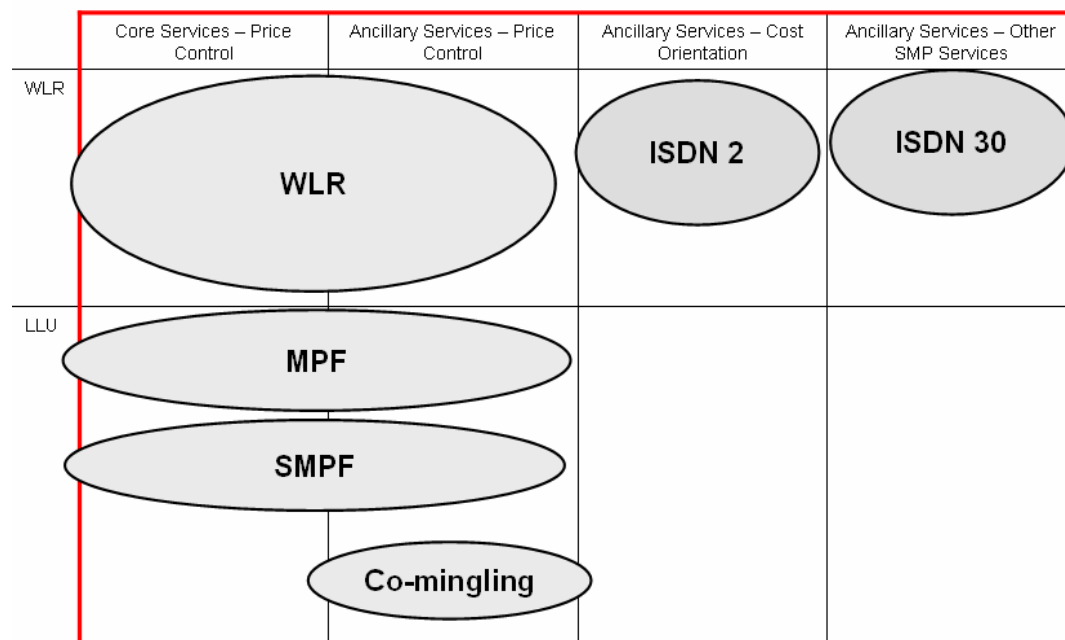 Core Services – Price
Control
Ancillary Services – Price
Control
Ancillary Services – Cost
Orientation
Ancillary Services – Other
SMP Services
WLR
WLR
ISDN 2
ISDN 30
LLU
MPF
SMPF
Co-mingling